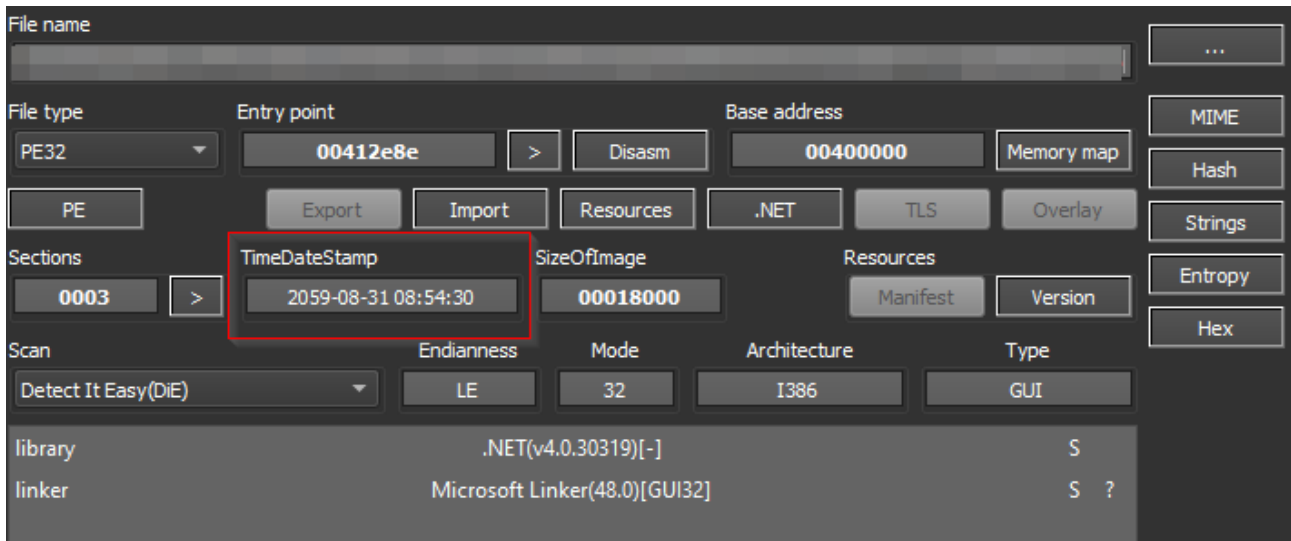 File name
...
File type Entry point Base address MIME
PE32 00412e8e > Disasm 00400000 Memory map
Hash
PE Export Import Resources .NET TLS Overlay
Strings
Sections TimeDateStamp SizeOfImage Resources
Entropy
0003 > 2059-08-31 08:54:30 00018000 Manifest Version
Hex
Scan Endianness Mode Architecture Type
Detect It Easy(DiE) LE 32 I386 GUI
library .NET(v4.0.30319)[-] S
linker Microsoft Linker(48.0)[GUI32] S ?